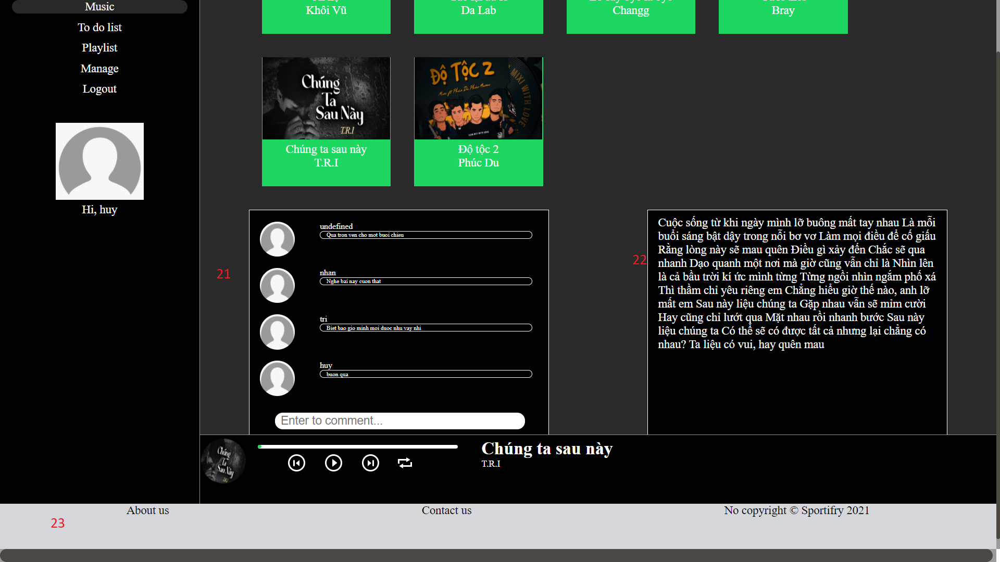 Music
To do list
Playlist
Manage
Logout
Hi, huy
Khôi Vũ
Da Lab
Changg
Bray
Chúng
Ta
Sau Này
T.R.I
Chúng ta sau này
T.R.I
ĐỘ TỘC 2
MIXI WITH LOVE
Độ tộc 2
Phúc Du
21
undefined
Qua tron ven cho mot buoi chieu
nhan
Nghe bai nay cuon that
tri
Biet bao gio minh moi duoc nhu vay nhi
huy
buon qua
Enter to comment...
22
Cuộc sống từ khi ngày mình lỡ buông mất tay nhau Là mỗi
buổi sáng bật dậy trong nỗi bơ vơ Làm mọi điều để cố giấu
Rằng lòng này sẽ mau quên Điều gì xảy đến Chắc sẽ qua
nhanh Dạo quanh một nơi mà giờ cũng vẫn chỉ là Nhìn lên
là cả bầu trời kí ức mình từng Từng ngồi nhìn ngắm phố xá
Thì thầm chỉ yêu riêng em Chẳng hiểu giờ thế nào, anh lỡ
mất em Sau này liệu chúng ta Gặp nhau vẫn sẽ mỉm cười
Hay cũng chỉ lướt qua Mặt nhau rồi nhanh bước Sau này
liệu chúng ta Có thể sẽ có được tất cả nhưng lại chẳng có
nhau? Ta liệu có vui, hay quên mau
Chúng
Ta
Sau Này
T.R.I
Chúng ta sau này
T.R.I
About us
Contact us
No copyright © Sportifry 2021
23